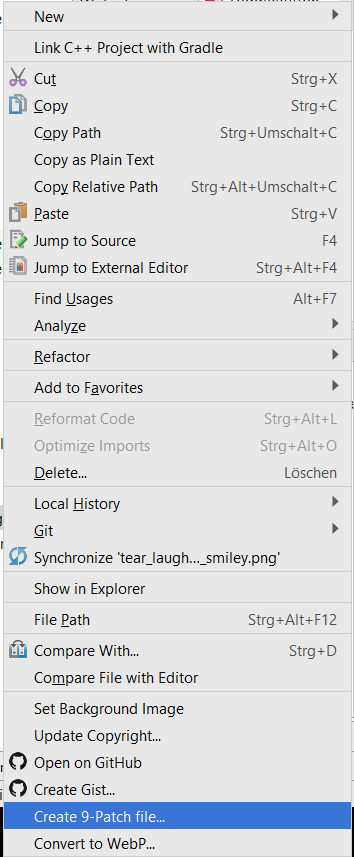 New
Link C++ Project with Gradle
Cut Strg+X
Copy Strg+C
Copy Path Strg+Umschalt+C
Copy as Plain Text
Copy Relative Path Strg+Alt+Umschalt+C
Paste Strg+V
Jump to Source F4
Jump to External Editor Strg+Alt+F4
Find Usages Alt+F7
Analyze
Refactor
Add to Favorites
Reformat Code Strg+Alt+L
Optimize Imports Strg+Alt+O
Delete... Löschen
Local History
Git
Synchronize 'tear_laugh..._smiley.png'
Show in Explorer
File Path Strg+Alt+F12
Compare With... Strg+D
Compare File with Editor
Set Background Image
Update Copyright...
Open on GitHub
Create Gist...
Create 9-Patch file...
Convert to WebP...